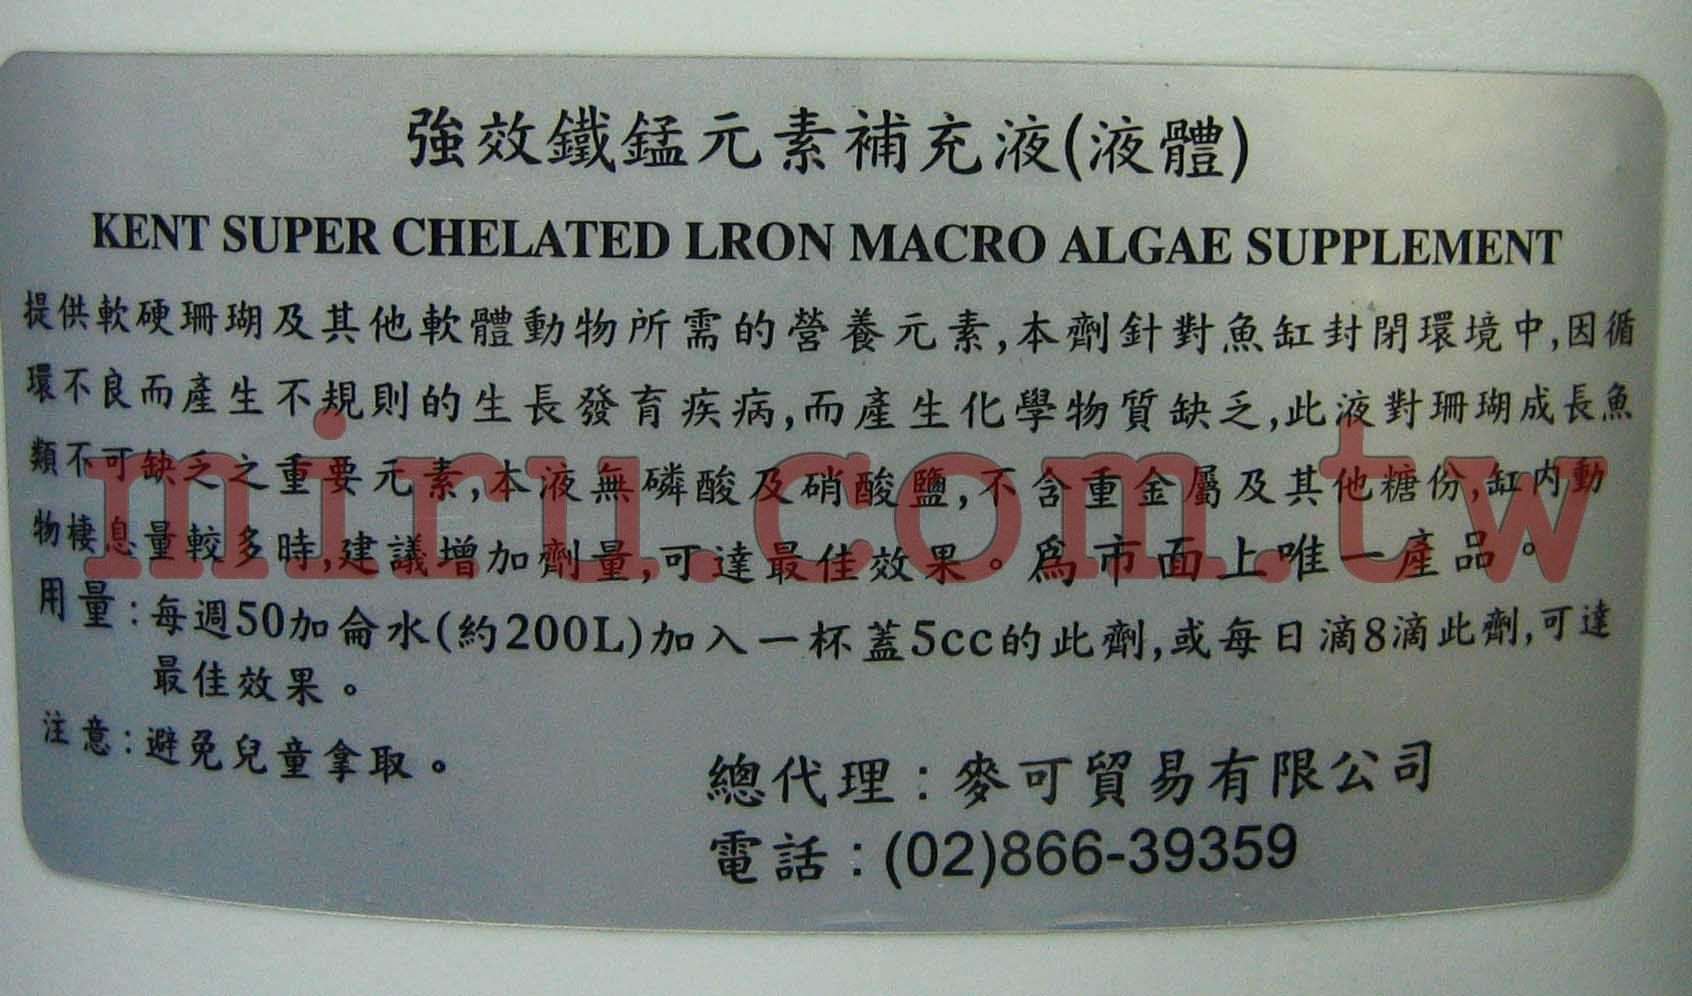 強效鐵錳元素補充液(液體)
KENT SUPER CHELATED LRON MACRO ALGAE SUPPLEMENT
提供軟硬珊瑚及其他軟體動物所需的營養元素,本劑針對魚缸封閉環境中,因循
環不良而產生不規則的生長發育疾病,而產生化學物質缺乏,此液對珊瑚成長魚
類不可缺乏之重要元素,本液無磷酸及硝酸鹽,不含重金屬及其他糖份,缸內動
物棲息量較多時,建議增加劑量,可達最佳效果。爲市面上唯一產品。
miru.com.tw
用量:每週50加侖水(約200L)加入一杯蓋5cc的此劑,或每日滴8滴此劑,可達
最佳效果。
注意:避免兒童拿取。
總代理:麥可貿易有限公司
電話:(02)866-39359